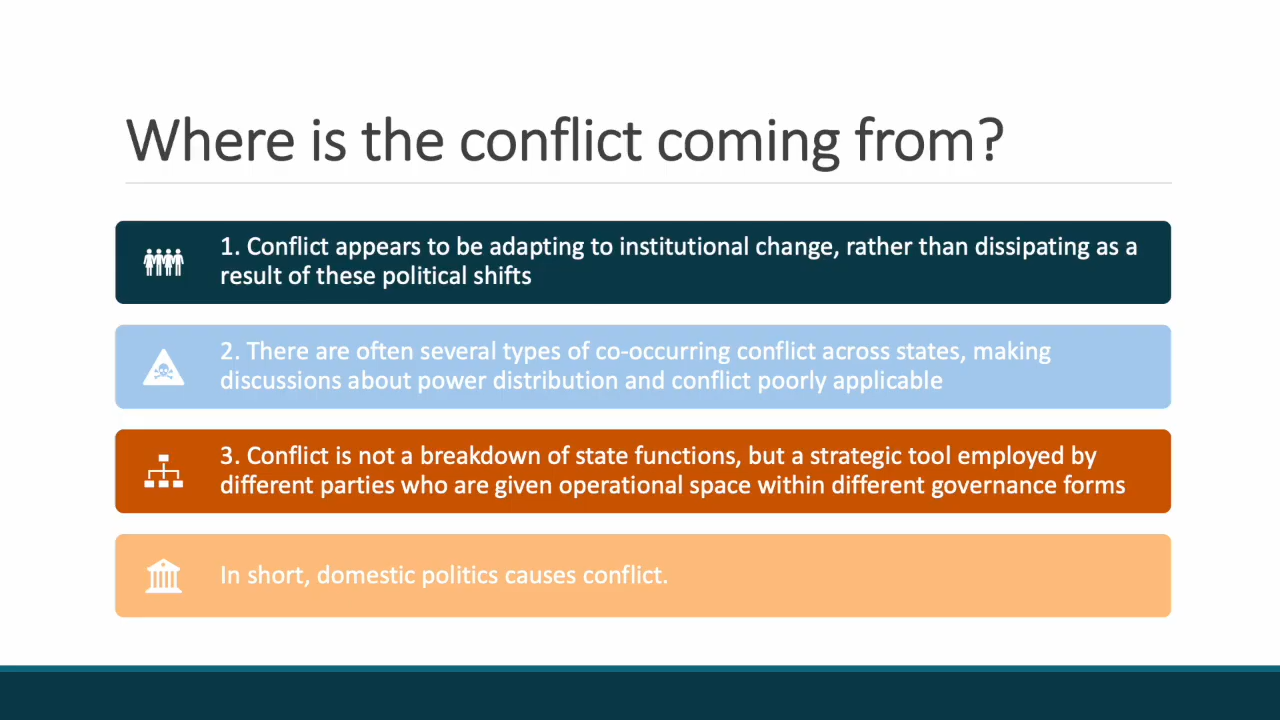 Where is the conflict coming from?
1. Conflict appears to be adapting to institutional change, rather than dissipating as a
result of these political shifts
2. There are often several types of co-occurring conflict across states, making
discussions about power distribution and conflict poorly applicable
3. Conflict is not a breakdown of state functions, but a strategic tool employed by
different parties who are given operational space within different governance forms
In short, domestic politics causes conflict.